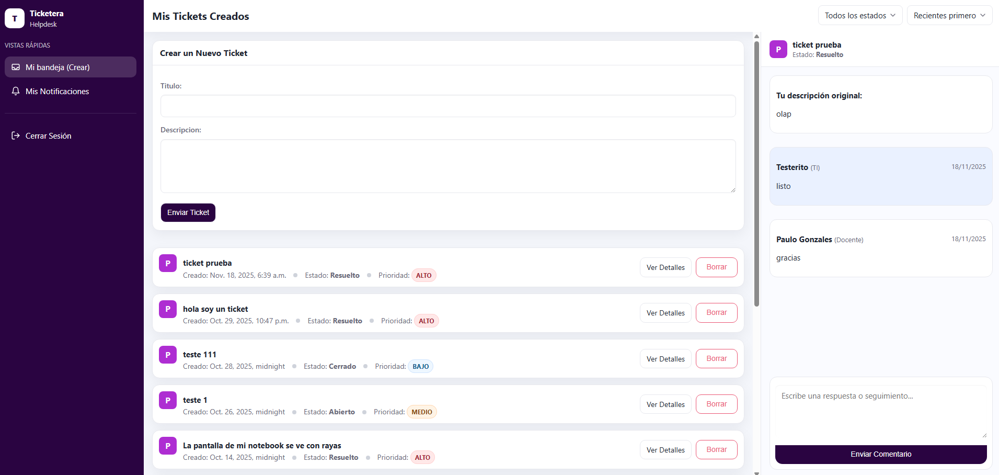 T
Ticketera
Helpdesk
VISTAS RÁPIDAS
Mi bandeja (Crear)
Mis Notificaciones
Cerrar Sesión
Mis Tickets Creados
Todos los estados
Recientes primero
Crear un Nuevo Ticket
Titulo:
Descripcion:
Enviar Ticket
P
ticket prueba
Creado: Nov. 18, 2025, 6:39 a.m. Estado: Resuelto Prioridad: ALTO
Ver Detalles
Borrar
P
hola soy un ticket
Creado: Oct. 29, 2025, 10:47 p.m. Estado: Resuelto Prioridad: ALTO
Ver Detalles
Borrar
P
teste 111
Creado: Oct. 28, 2025, midnight Estado: Cerrado Prioridad: BAJO
Ver Detalles
Borrar
P
teste 1
Creado: Oct. 26, 2025, midnight Estado: Abierto Prioridad: MEDIO
Ver Detalles
Borrar
P
La pantalla de mi notebook se ve con rayas
Creado: Oct. 14, 2025, midnight Estado: Resuelto Prioridad: ALTO
Ver Detalles
Borrar
P
ticket prueba
Estado: Resuelto
Tu descripción original:
olap
Testerito (TI) 18/11/2025
listo
Paulo Gonzales (Docente) 18/11/2025
gracias
Escribe una respuesta o seguimiento...
Enviar Comentario